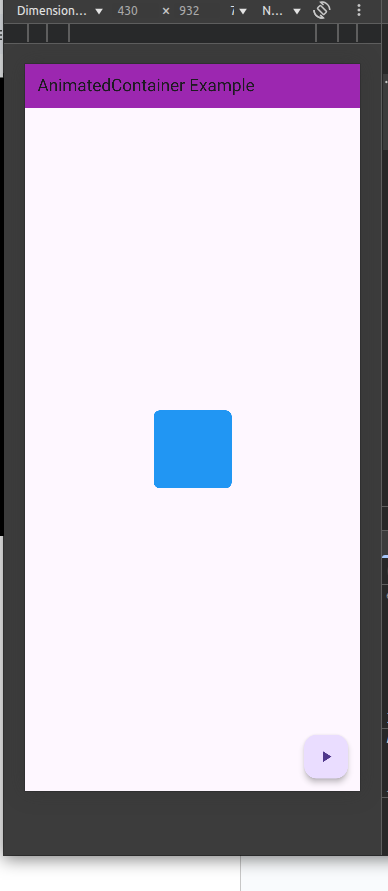 Dimension... 430 × 932 N...
AnimatedContainer Example